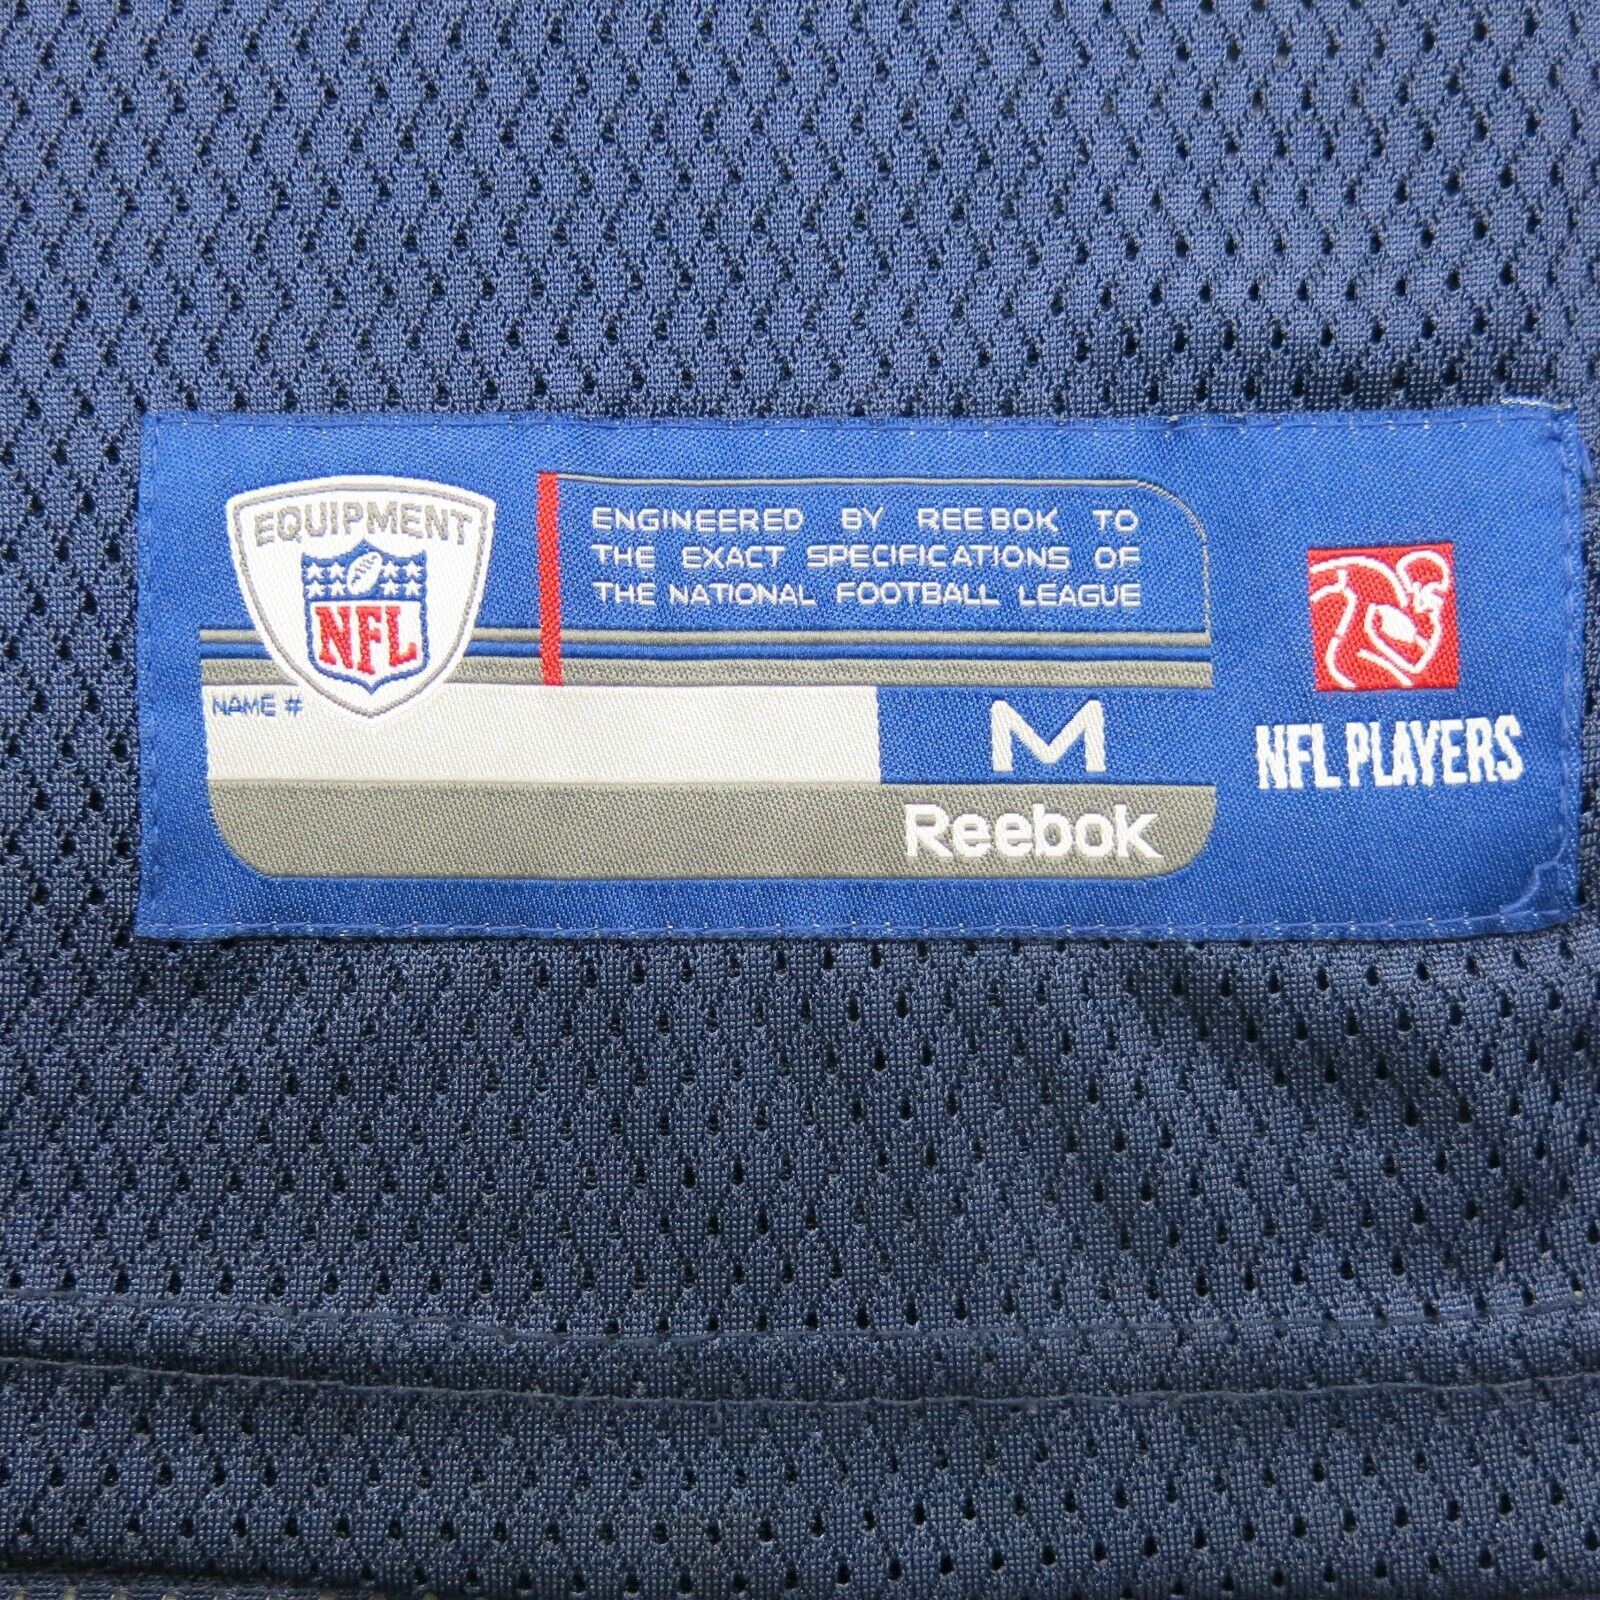 EQUIPMENT
NFL
ENGINEERED BY REEBOK TO
THE EXACT SPECIFICATIONS OF
THE NATIONAL FOOTBALL LEAGUE
NAME #
M
Reebok
NFL PLAYERS